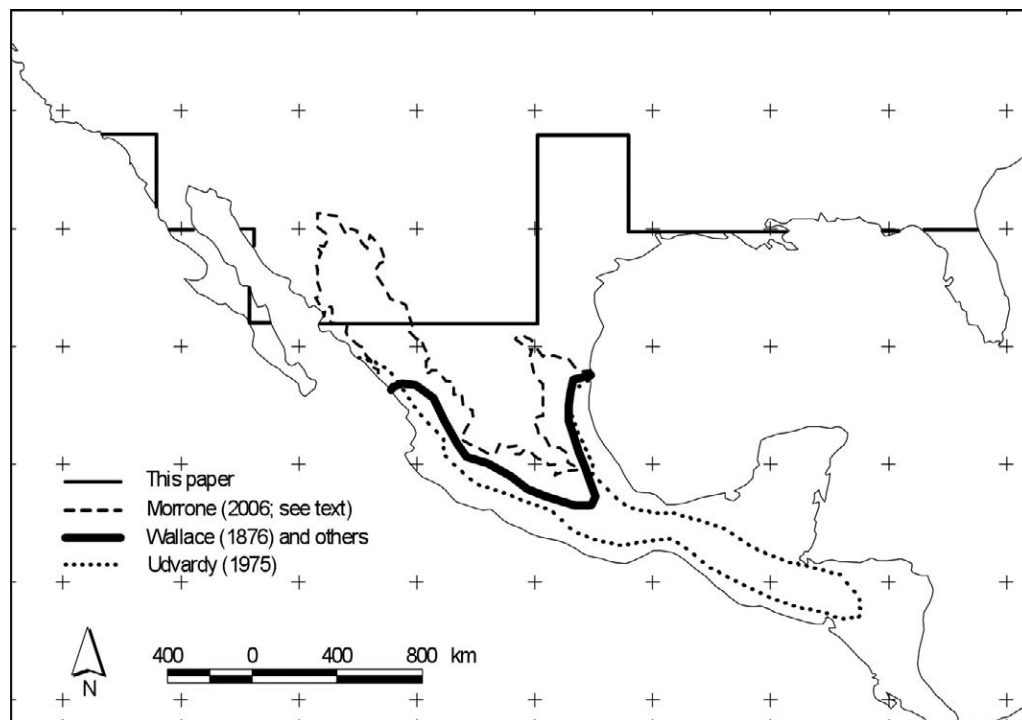 This paper
Morrone (2006; see text)
Wallace (1876) and others
Udvardy (1975)
400 0 400 800 km
N